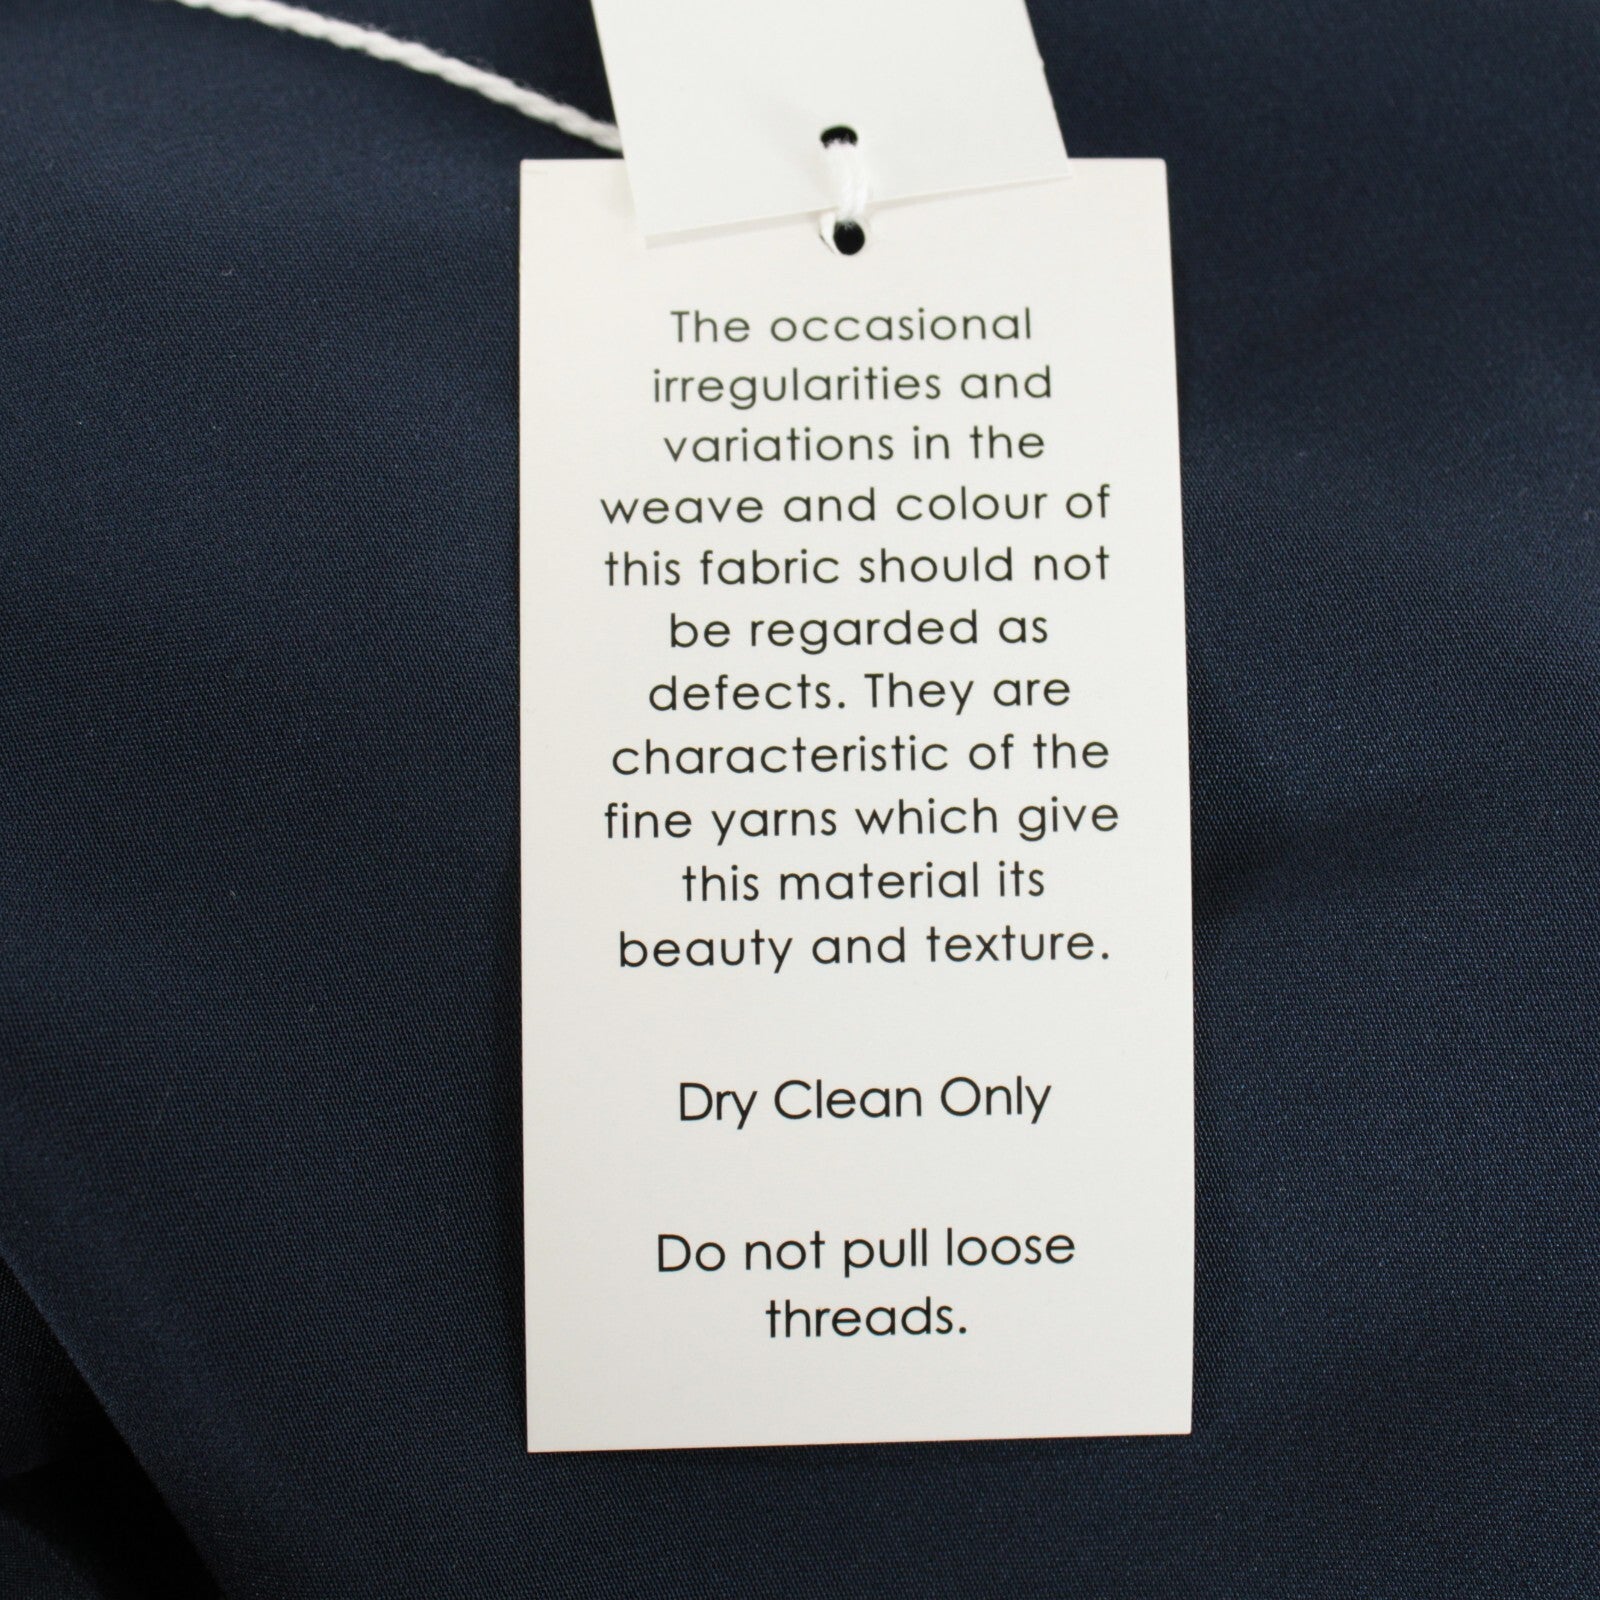 The occasional
irregularities and
variations in the
weave and colour of
this fabric should not
be regarded as
defects. They are
characteristic of the
fine yarns which give
this material its
beauty and texture.
Dry Clean Only
Do not pull loose
threads.